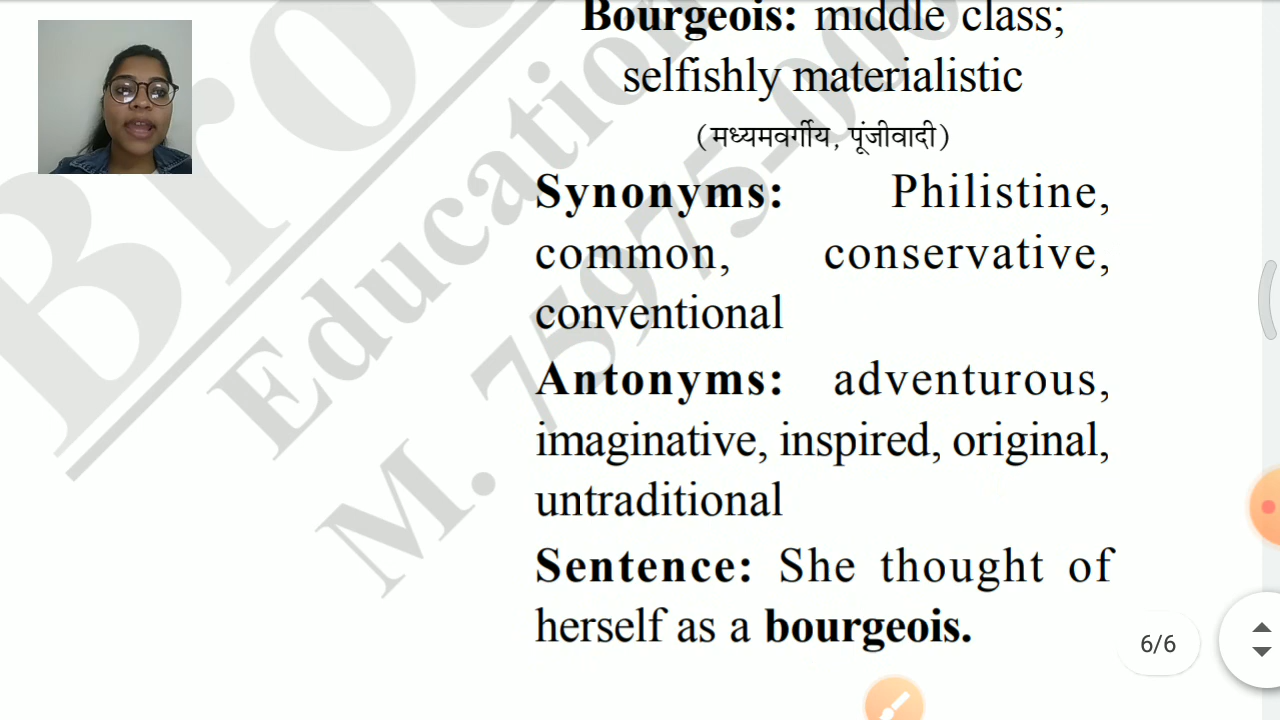 Bourgeois: middle class;
selfishly materialistic
(मध्यमवर्गीय, पूंजीवादी)
Synonyms: Philistine,
common, conservative,
conventional
Antonyms: adventurous,
imaginative, inspired, original,
untraditional
Sentence: She thought of
herself as a bourgeois.
6/6
Education